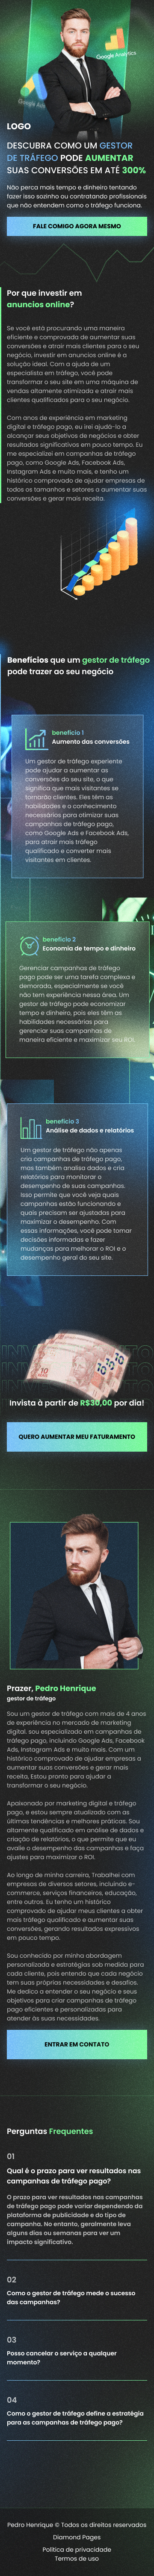 Google Analytics
Google Ads
LOGO
DESCUBRA COMO UM GESTOR
DE TRÁFEGO PODE AUMENTAR
SUAS CONVERSÕES EM ATÉ 300%
Não perca mais tempo e dinheiro tentando
fazer isso sozinho ou contratando profissionais
que não entendem como o tráfego funciona.
FALE COMIGO AGORA MESMO
Por que investir em
anuncios online?
Se você está procurando uma maneira
eficiente e comprovada de aumentar suas
conversões e atrair mais clientes para o seu
negócio, investir em anuncios online é a
solução ideal. Com a ajuda de um
especialista em tráfego, você pode
transformar o seu site em uma máquina de
vendas altamente otimizada e atrair mais
clientes qualificados para o seu negócio.
Com anos de experiência em marketing
digital e tráfego pago, eu irei ajudá-lo a
alcançar seus objetivos de negócios e obter
resultados significativos em pouco tempo. Eu
me especializei em campanhas de tráfego
pago, como Google Ads, Facebook Ads,
Instagram Ads e muito mais, e tenho um
histórico comprovado de ajudar empresas de
todos os tamanhos e setores a aumentar suas
conversões e gerar mais receita.
Benefícios que um gestor de tráfego
pode trazer ao seu negócio
benefício 1
Aumento das conversões
Um gestor de tráfego experiente
pode ajudar a aumentar as
conversões do seu site, o que
significa que mais visitantes se
tornarão clientes. Eles têm as
habilidades e o conhecimento
necessários para otimizar suas
campanhas de tráfego pago,
como Google Ads e Facebook Ads,
para atrair mais tráfego
qualificado e converter mais
visitantes em clientes.
benefício 2
Economia de tempo e dinheiro
Gerenciar campanhas de tráfego
pago pode ser uma tarefa complexa e
demorada, especialmente se você
não tem experiência nessa área. Um
gestor de tráfego pode economizar
tempo e dinheiro, pois eles têm as
habilidades necessárias para
gerenciar suas campanhas de
maneira eficiente e maximizar seu ROI.
benefício 3
Análise de dados e relatórios
Um gestor de tráfego não apenas
cria campanhas de tráfego pago,
mas também analisa dados e cria
relatórios para monitorar o
desempenho de suas campanhas.
Isso permite que você veja quais
campanhas estão funcionando e
quais precisam ser ajustadas para
maximizar o desempenho. Com
essas informações, você pode tomar
decisões informadas e fazer
mudanças para melhorar o ROI e o
desempenho geral do seu site.
Invista à partir de R$30,00 por dia!
QUERO AUMENTAR MEU FATURAMENTO
Prazer, Pedro Henrique
gestor de tráfego
Sou um gestor de tráfego com mais de 4 anos
de experiência no mercado de marketing
digital. sou especializado em campanhas de
tráfego pago, incluindo Google Ads, Facebook
Ads, Instagram Ads e muito mais. Com um
histórico comprovado de ajudar empresas a
aumentar suas conversões e gerar mais
receita, Estou pronto para ajudar a
transformar o seu negócio.
Apaixonado por marketing digital e tráfego
pago, e estou sempre atualizado com as
últimas tendências e melhores práticas. Sou
altamente qualificado em análise de dados e
criação de relatórios, o que permite que eu
avalie o desempenho das campanhas e faça
ajustes para maximizar o ROI.
Ao longo de minha carreira, Trabalhei com
empresas de diversos setores, incluindo e-
commerce, serviços financeiros, educação,
entre outros. Eu tenho um histórico
comprovado de ajudar meus clientes a obter
mais tráfego qualificado e aumentar suas
conversões, gerando resultados expressivos
em pouco tempo.
Sou conhecido por minha abordagem
personalizada e estratégias sob medida para
cada cliente, pois entendo que cada negócio
tem suas próprias necessidades e desafios.
Me dedico a entender o seu negócio e seus
objetivos para criar campanhas de tráfego
pago eficientes e personalizadas para
atender às suas necessidades.
ENTRAR EM CONTATO
Perguntas Frequentes
01
Qual é o prazo para ver resultados nas
campanhas de tráfego pago?
O prazo para ver resultados nas campanhas
de tráfego pago pode variar dependendo da
plataforma de publicidade e do tipo de
campanha. No entanto, geralmente leva
alguns dias ou semanas para ver um
impacto significativo.
02
Como o gestor de tráfego mede o sucesso
das campanhas?
03
Posso cancelar o serviço a qualquer
momento?
04
Como o gestor de tráfego define a estratégia
para as campanhas de tráfego pago?
Pedro Henrique © Todos os direitos reservados
Diamond Pages
Política de privacidade
Termos de uso